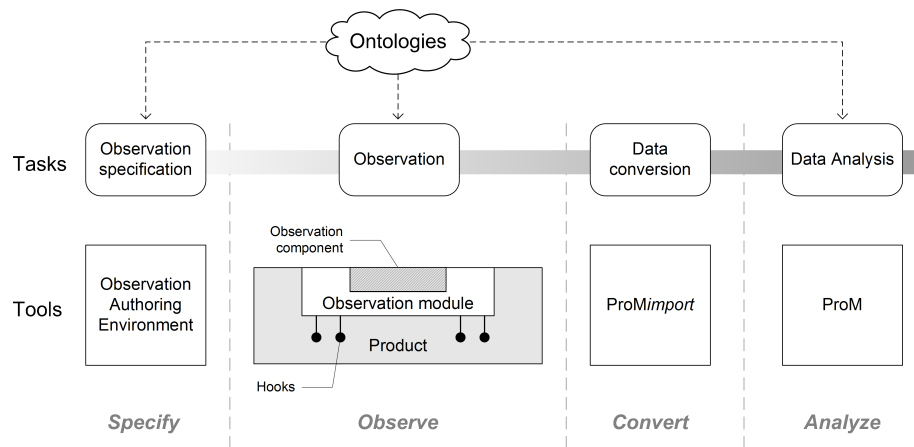 Ontologies
Tasks
Observation
specification
Observation
Data
conversion
Data Analysis
Tools
Observation
Authoring
Environment
Observation
component
Observation module
Product
Hooks
ProMimport
ProM
Specify
Observe
Convert
Analyze